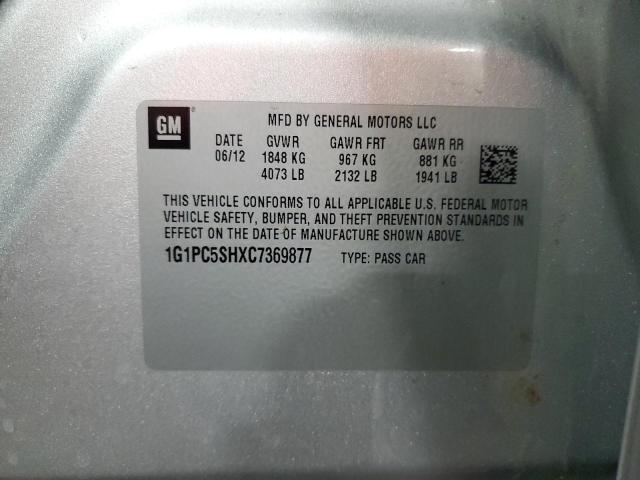 GM
MFD BY GENERAL MOTORS LLC
DATE GVWR GAWR FRT GAWR RR
06/12 1848 KG 967 KG 881 KG
4073 LB 2132 LB 1941 LB
THIS VEHICLE CONFORMS TO ALL APPLICABLE U.S. FEDERAL MOTOR
VEHICLE SAFETY, BUMPER, AND THEFT PREVENTION STANDARDS IN
EFFECT ON THE DATE OF MANUFACTURE SHOWN ABOVE.
1G1PC5SHXC7369877 TYPE: PASS CAR